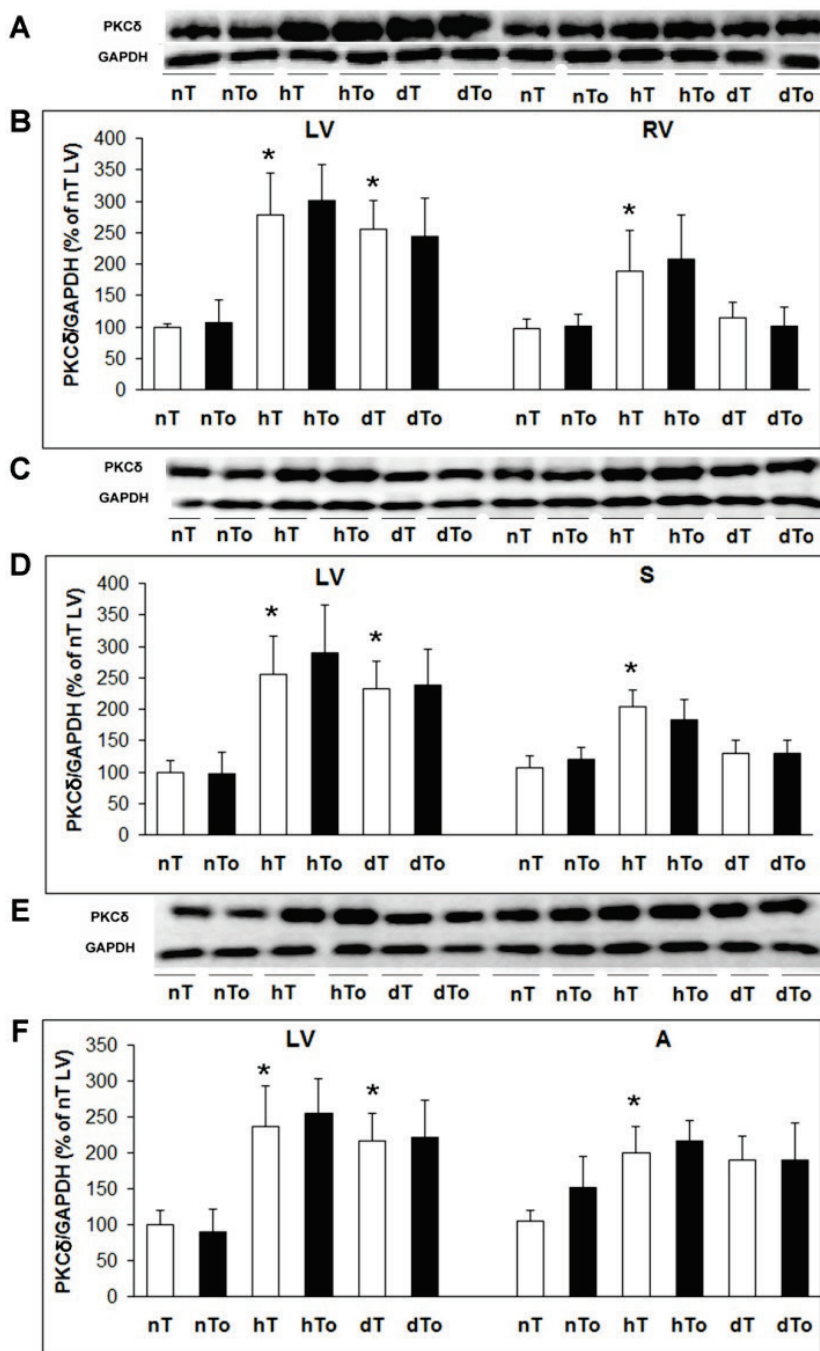 A
PKCδ
GAPDH
nT nTo hT hTo dT dTo nT nTo hT hTo dT dTo
B
LV RV
PKCδ/GAPDH (% of nT LV)
400
350
300
250
200
150
100
50
0
* * *
nT nTo hT hTo dT dTo nT nTo hT hTo dT dTo
C
PKCδ
GAPDH
nT nTo hT hTo dT dTo nT nTo hT hTo dT dTo
D
LV S
PKCδ/GAPDH (% of nT LV)
400
350
300
250
200
150
100
50
0
* * *
nT nTo hT hTo dT dTo nT nTo hT hTo dT dTo
E
PKCδ
GAPDH
nT nTo hT hTo dT dTo nT nTo hT hTo dT dTo
F
LV A
PKCδ/GAPDH (% of nT LV)
350
300
250
200
150
100
50
0
* * *
nT nTo hT hTo dT dTo nT nTo hT hTo dT dTo